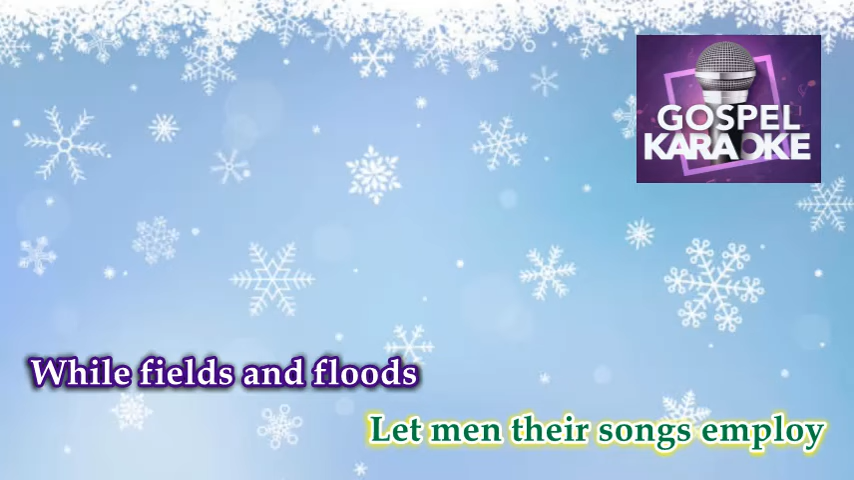 GOSPEL
KARAOKE
While fields and floods
Let men their songs employ